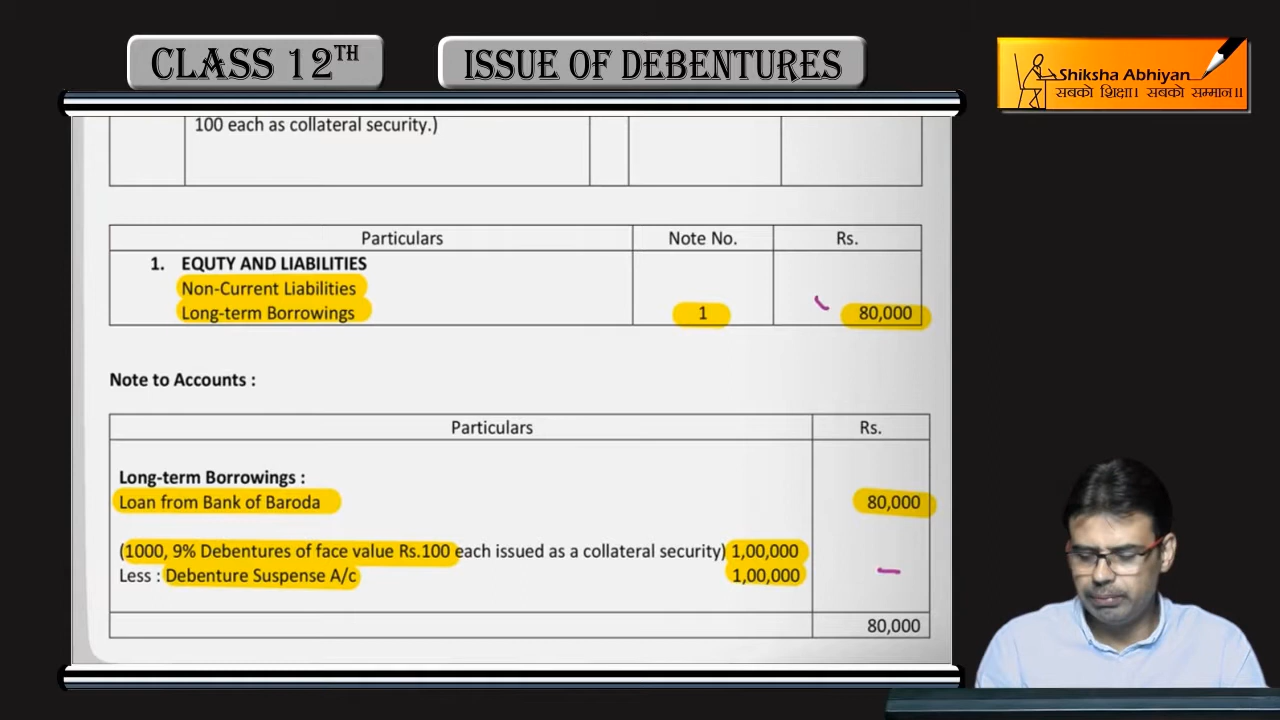 CLASS 12TH
ISSUE OF DEBENTURES
Shiksha Abhiyan
सबको शिक्षा। सबको सम्मान॥
100 each as collateral security.)
Particulars Note No. Rs.
1. EQUTY AND LIABILITIES
Non-Current Liabilities
Long-term Borrowings 1 80,000
Note to Accounts :
Particulars Rs.
Long-term Borrowings :
Loan from Bank of Baroda 80,000
(1000, 9% Debentures of face value Rs.100 each issued as a collateral security) 1,00,000
Less : Debenture Suspense A/c 1,00,000 —
80,000